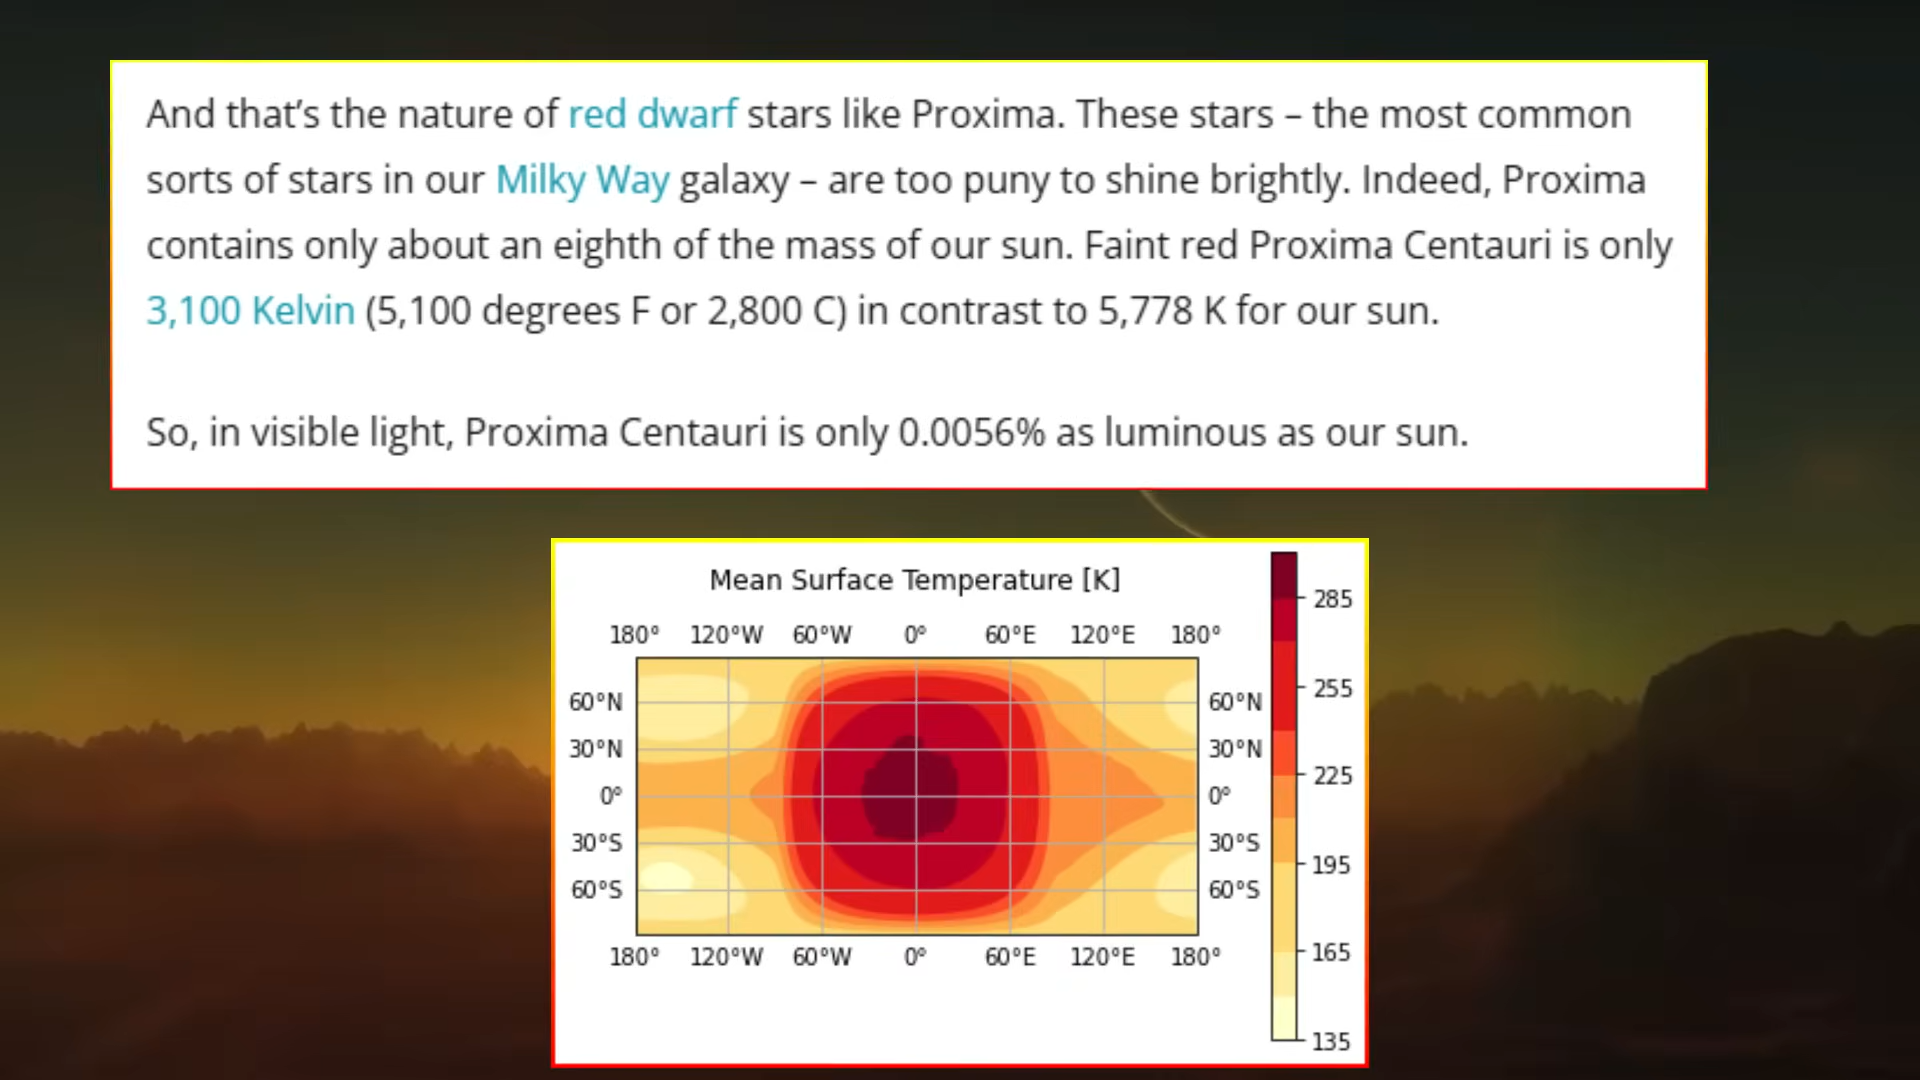 And that’s the nature of red dwarf stars like Proxima. These stars – the most common
sorts of stars in our Milky Way galaxy – are too puny to shine brightly. Indeed, Proxima
contains only about an eighth of the mass of our sun. Faint red Proxima Centauri is only
3,100 Kelvin (5,100 degrees F or 2,800 C) in contrast to 5,778 K for our sun.
So, in visible light, Proxima Centauri is only 0.0056% as luminous as our sun.
Mean Surface Temperature [K]
180° 120°W 60°W 0° 60°E 120°E 180°
60°N 60°N
30°N 30°N
0° 0°
30°S 30°S
60°S 60°S
180° 120°W 60°W 0° 60°E 120°E 180°
285
255
225
195
165
135